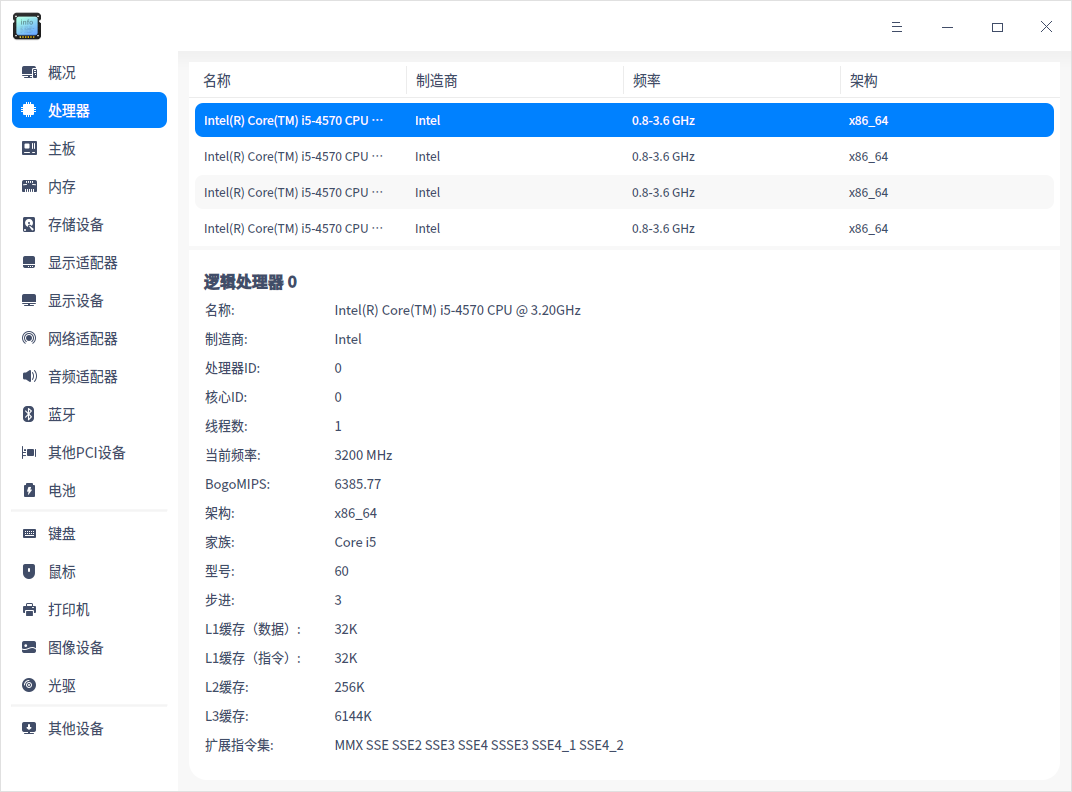 info
概况
处理器
主板
内存
存储设备
显示适配器
显示设备
网络适配器
音频适配器
蓝牙
其他PCI设备
电池
键盘
鼠标
打印机
图像设备
光驱
其他设备
名称 制造商 频率 架构
Intel(R) Core(TM) i5-4570 CPU ··· Intel 0.8-3.6 GHz x86_64
Intel(R) Core(TM) i5-4570 CPU ··· Intel 0.8-3.6 GHz x86_64
Intel(R) Core(TM) i5-4570 CPU ··· Intel 0.8-3.6 GHz x86_64
Intel(R) Core(TM) i5-4570 CPU ··· Intel 0.8-3.6 GHz x86_64
逻辑处理器 0
名称: Intel(R) Core(TM) i5-4570 CPU @ 3.20GHz
制造商: Intel
处理器ID: 0
核心ID: 0
线程数: 1
当前频率: 3200 MHz
BogoMIPS: 6385.77
架构: x86_64
家族: Core i5
型号: 60
步进: 3
L1缓存（数据）: 32K
L1缓存（指令）: 32K
L2缓存: 256K
L3缓存: 6144K
扩展指令集: MMX SSE SSE2 SSE3 SSE4 SSSE3 SSE4_1 SSE4_2